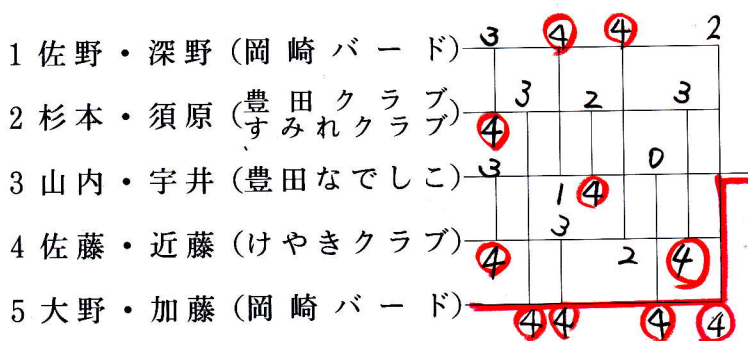 3 ④ ④ 2
1 佐野・深野(岡崎バード)
3 2 3
2 杉本・須原(豊田クラブ
すみれクラブ)
④
3 0
3 山内・宇井(豊田なでしこ)
1 ④
3
4 佐藤・近藤(けやきクラブ)
④ 2 ④
5 大野・加藤(岡崎バード)
④ ④ ④ ④